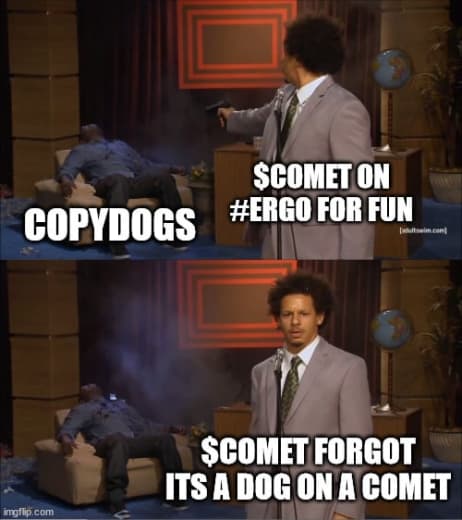 $COMET ON
#ERGO FOR FUN
COPYDOGS
[adultswim.com]
$COMET FORGOT
ITS A DOG ON A COMET
imgflip.com